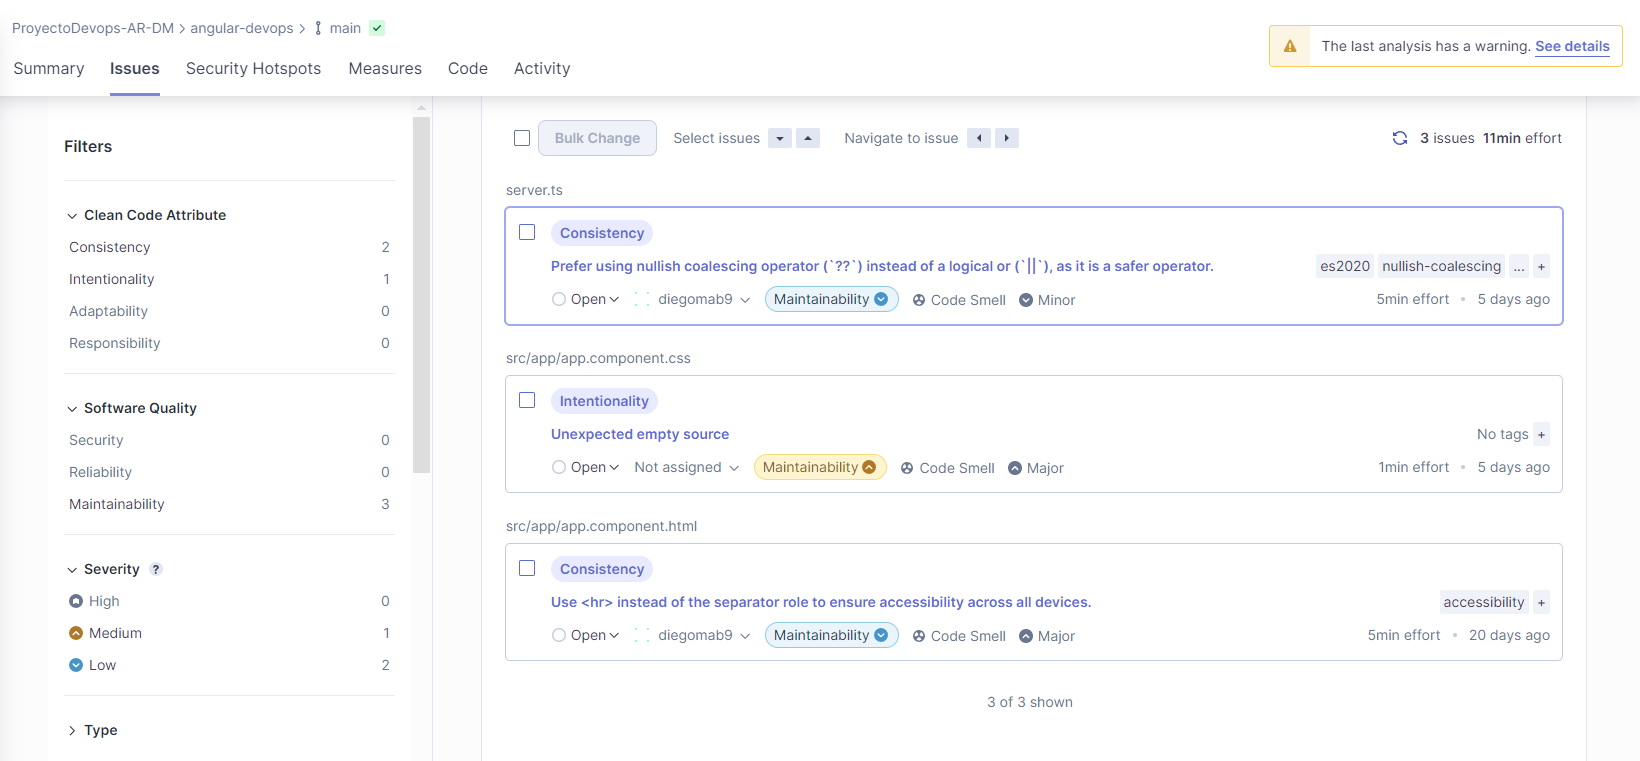 ProyectoDevops-AR-DM > angular-devops > main
The last analysis has a warning. See details
Summary Issues Security Hotspots Measures Code Activity
Filters
Clean Code Attribute
Consistency 2
Intentionality 1
Adaptability 0
Responsibility 0
Software Quality
Security 0
Reliability 0
Maintainability 3
Severity ?
High 0
Medium 1
Low 2
Type
Bulk Change Select issues Navigate to issue 3 issues 11min effort
server.ts
Consistency
Prefer using nullish coalescing operator (`??`) instead of a logical or (`||`), as it is a safer operator. es2020 nullish-coalescing ... +
Open diegomab9 Maintainability Code Smell Minor 5min effort • 5 days ago
src/app/app.component.css
Intentionality
Unexpected empty source No tags +
Open Not assigned Maintainability Code Smell Major 1min effort • 5 days ago
src/app/app.component.html
Consistency
Use <hr> instead of the separator role to ensure accessibility across all devices. accessibility +
Open diegomab9 Maintainability Code Smell Major 5min effort • 20 days ago
3 of 3 shown